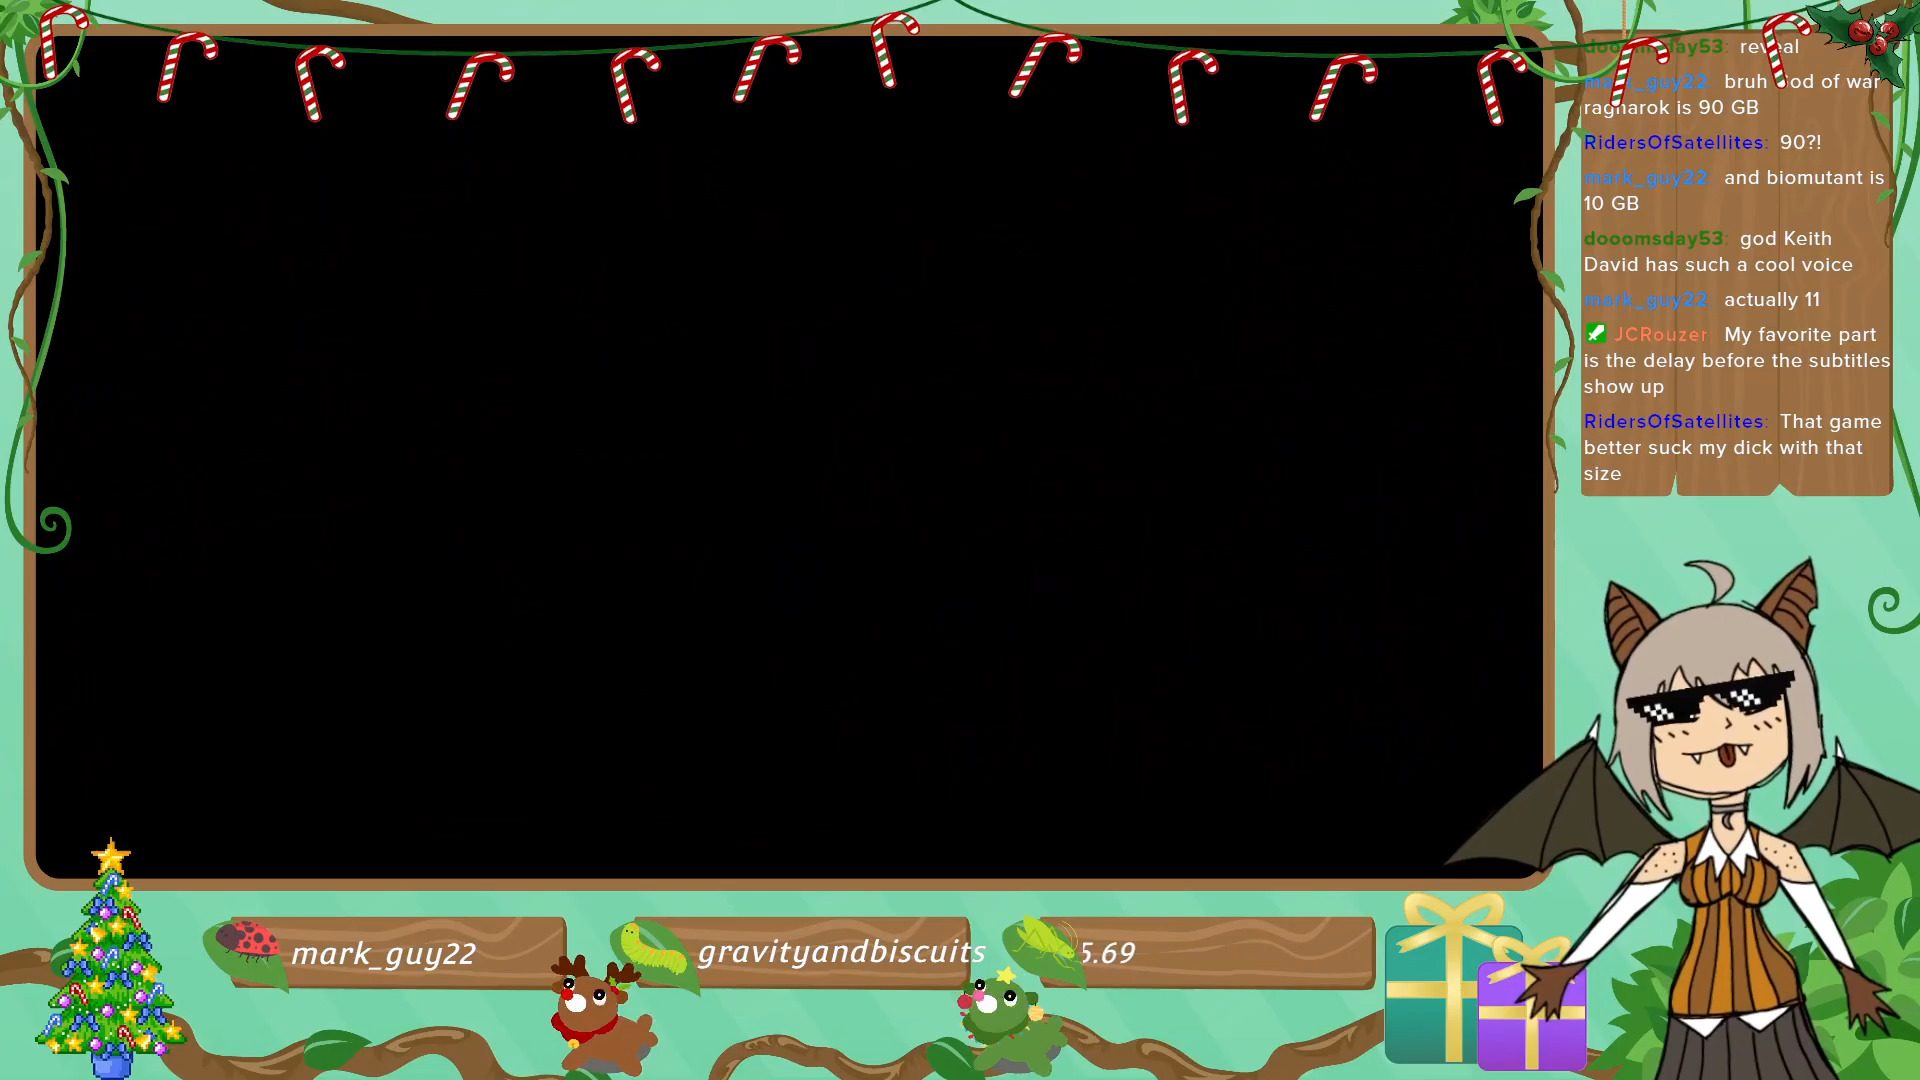 dooomsday53: reveal
mark_guy22: bruh God of war
ragnarok is 90 GB
RidersOfSatellites: 90?!
mark_guy22: and biomutant is
10 GB
dooomsday53: god Keith
David has such a cool voice
mark_guy22: actually 11
JCRouzer My favorite part
is the delay before the subtitles
show up
RidersOfSatellites: That game
better suck my dick with that
size
mark_guy22
gravityandbiscuits
5.69